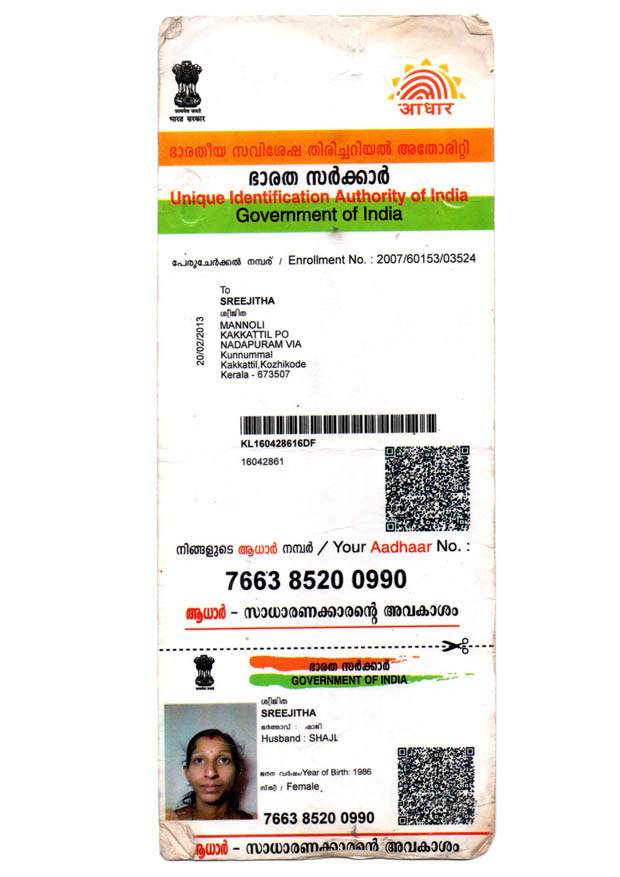 भारत सरकार
आधार
ഭാരതീയ സവിശേഷ തിരിച്ചറിയൽ അതോറിറ്റി
ഭാരത സർക്കാർ
Unique Identification Authority of India
Government of India
പേരുചേർക്കൽ നമ്പര് / Enrollment No. : 2007/60153/03524
20/02/2013
To
SREEJITHA
ശ്രീജിത
MANNOLI
KAKKATTIL PO
NADAPURAM VIA
Kunnummal
Kakkattil,Kozhikode
Kerala - 673507
KL160428616DF
16042861
നിങ്ങളുടെ ആധാർ നമ്പർ / Your Aadhaar No. :
7663 8520 0990
ആധാർ - സാധാരണക്കാരന്റെ അവകാശം
ഭാരത സർക്കാർ
GOVERNMENT OF INDIA
ശ്രീജിത
SREEJITHA
ഭർത്താവ് : ഷാജി
Husband : SHAJI
ജനന വർഷം/Year of Birth: 1986
സ്ത്രീ / Female
7663 8520 0990
ആധാർ - സാധാരണക്കാരന്റെ അവകാശം